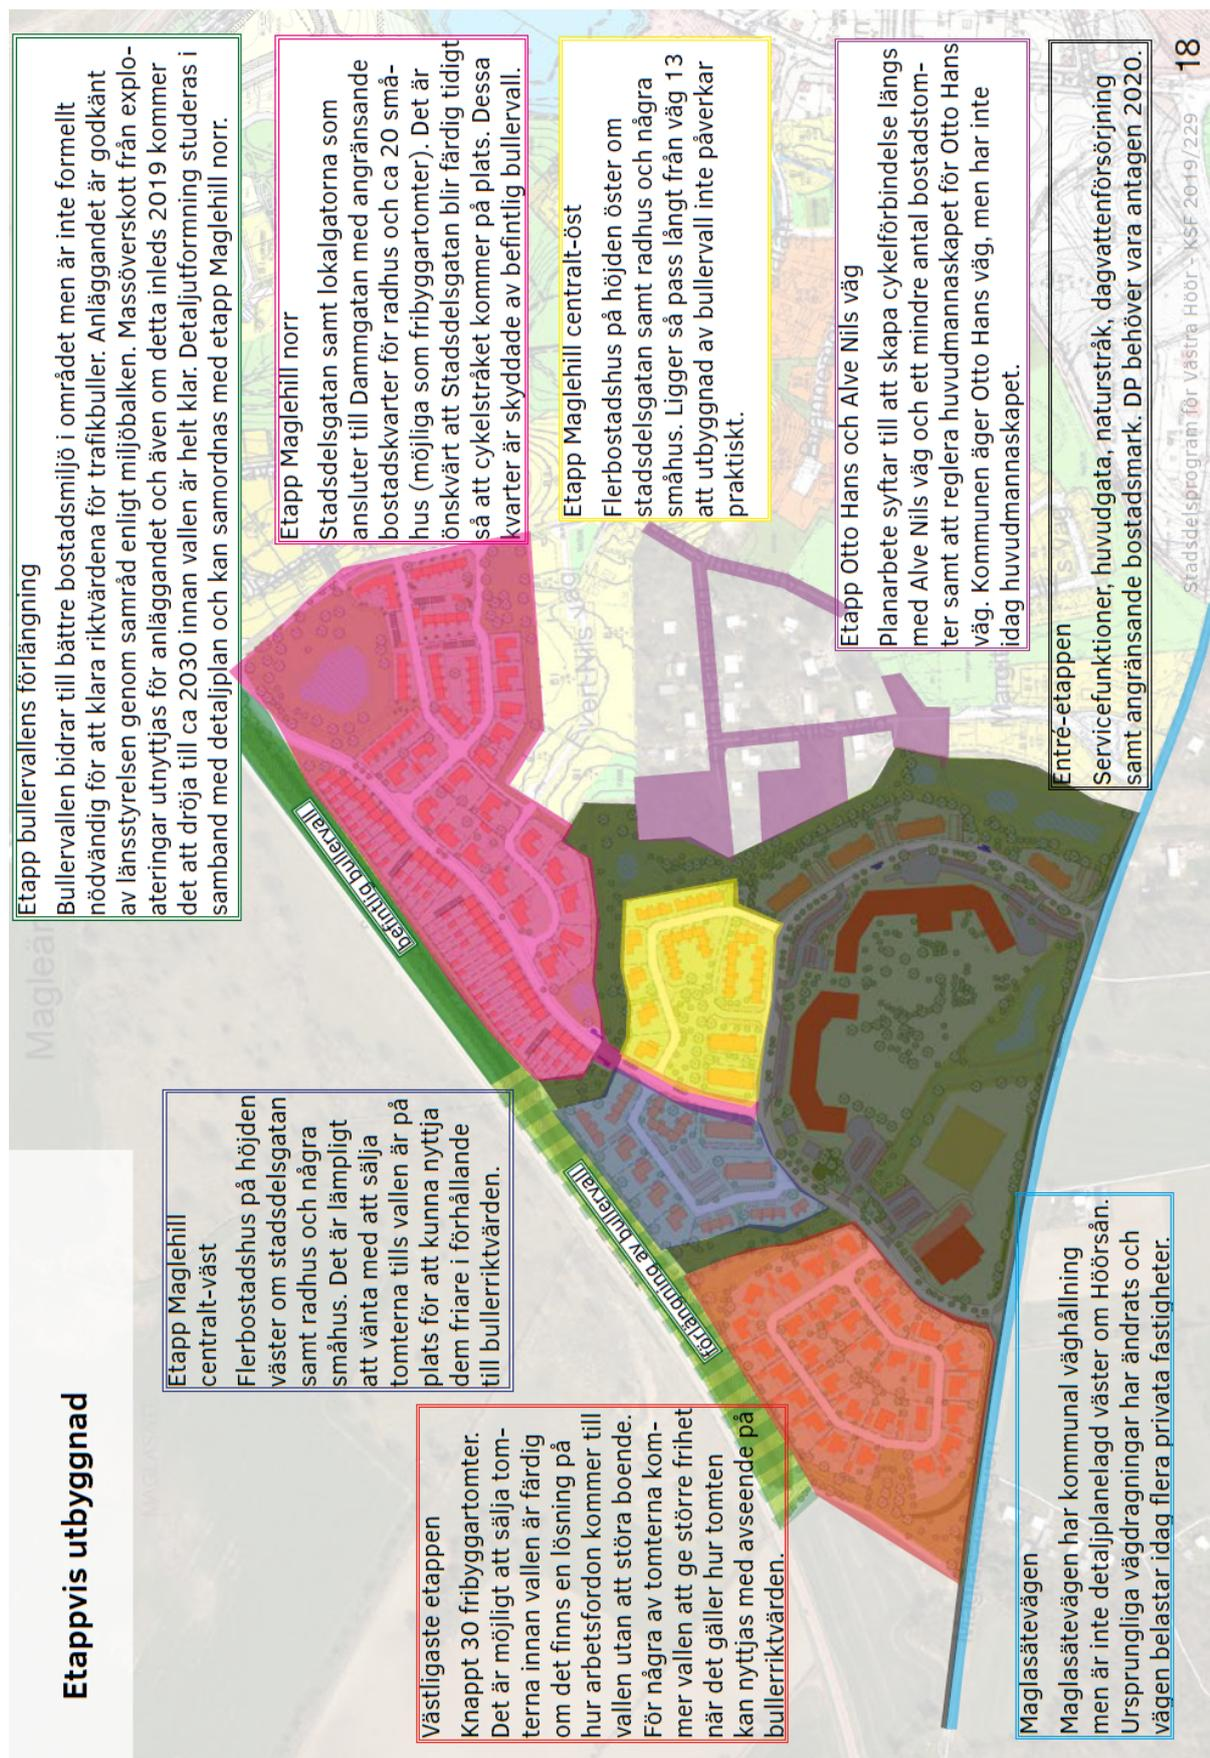 Etappvis utbyggnad
Etapp bullervallens förlängning
Bullervallen bidrar till bättre bostadsmiljö i området men är inte formellt
nödvändig för att klara riktvärdena för trafikbuller. Anläggandet är godkänt
av länsstyrelsen genom samråd enligt miljöbalken. Massöverskott från explo-
ateringar utnyttjas för anläggandet och även om detta inleds 2019 kommer
det att dröja till ca 2030 innan vallen är helt klar. Detaljutformning studeras i
samband med detaljplan och kan samordnas med etapp Maglehill norr.
Etapp Maglehill
centralt-väst
Flerbostadshus på höjden
väster om stadsdelsgatan
samt radhus och några
småhus. Det är lämpligt
att vänta med att sälja
tomterna tills vallen är på
plats för att kunna nyttja
dem friare i förhållande
till bullerriktvärden.
Etapp Maglehill norr
Stadsdelsgatan samt lokalgatorna som
ansluter till Dammgatan med angränsande
bostadskvarter för radhus och ca 20 små-
hus (möjliga som fribyggartomter). Det är
önskvärt att Stadsdelsgatan blir färdig tidigt
så att cykelstråket kommer på plats. Dessa
kvarter är skyddade av befintlig bullervall.
befintlig bullervall
förlängning av bullervall
Västligaste etappen
Knappt 30 fribyggartomter.
Det är möjligt att sälja tom-
terna innan vallen är färdig
om det finns en lösning på
hur arbetsfordon kommer till
vallen utan att störa boende.
För några av tomterna kom-
mer vallen att ge större frihet
när det gäller hur tomten
kan nyttjas med avseende på
bullerriktvärden.
Etapp Maglehill centralt-öst
Flerbostadshus på höjden öster om
stadsdelsgatan samt radhus och några
småhus. Ligger så pass långt från väg 13
att utbyggnad av bullervall inte påverkar
praktiskt.
Etapp Otto Hans och Alve Nils väg
Planarbete syftar till att skapa cykelförbindelse längs
med Alve Nils väg och ett mindre antal bostadstom-
ter samt att reglera huvudmannaskapet för Otto Hans
väg. Kommunen äger Otto Hans väg, men har inte
idag huvudmannaskapet.
Maglasätevägen
Maglasätevägen har kommunal väghållning
men är inte detaljplanelagd väster om Höörsån.
Ursprungliga vägdragningar har ändrats och
vägen belastar idag flera privata fastigheter.
Entré-etappen
Servicefunktioner, huvudgata, naturstråk, dagvattenförsörjning
samt angränsande bostadsmark. DP behöver vara antagen 2020.
Stadsdelsprogram för Västra Höör - KSF 2019/229
18